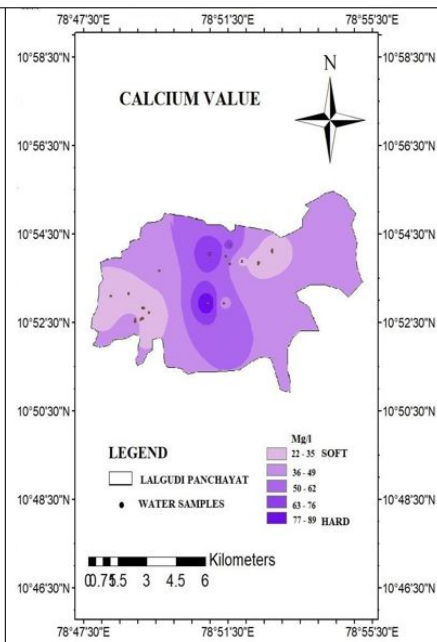 78°47'30"E 78°51'30"E 78°55'30"E
10°58'30"N 10°58'30"N
N
CALCIUM VALUE
10°56'30"N 10°56'30"N
10°54'30"N 10°54'30"N
10°52'30"N 10°52'30"N
10°50'30"N 10°50'30"N
Mg/l
LEGEND
22 - 35 SOFT
LALGUDI PANCHAYAT
36 - 49
50 - 62
WATER SAMPLES
63 - 76
10°48'30"N 10°48'30"N
77 - 89 HARD
Kilometers
00.751.5 3 4.5 6
10°46'30"N 10°46'30"N
78°47'30"E 78°51'30"E 78°55'30"E